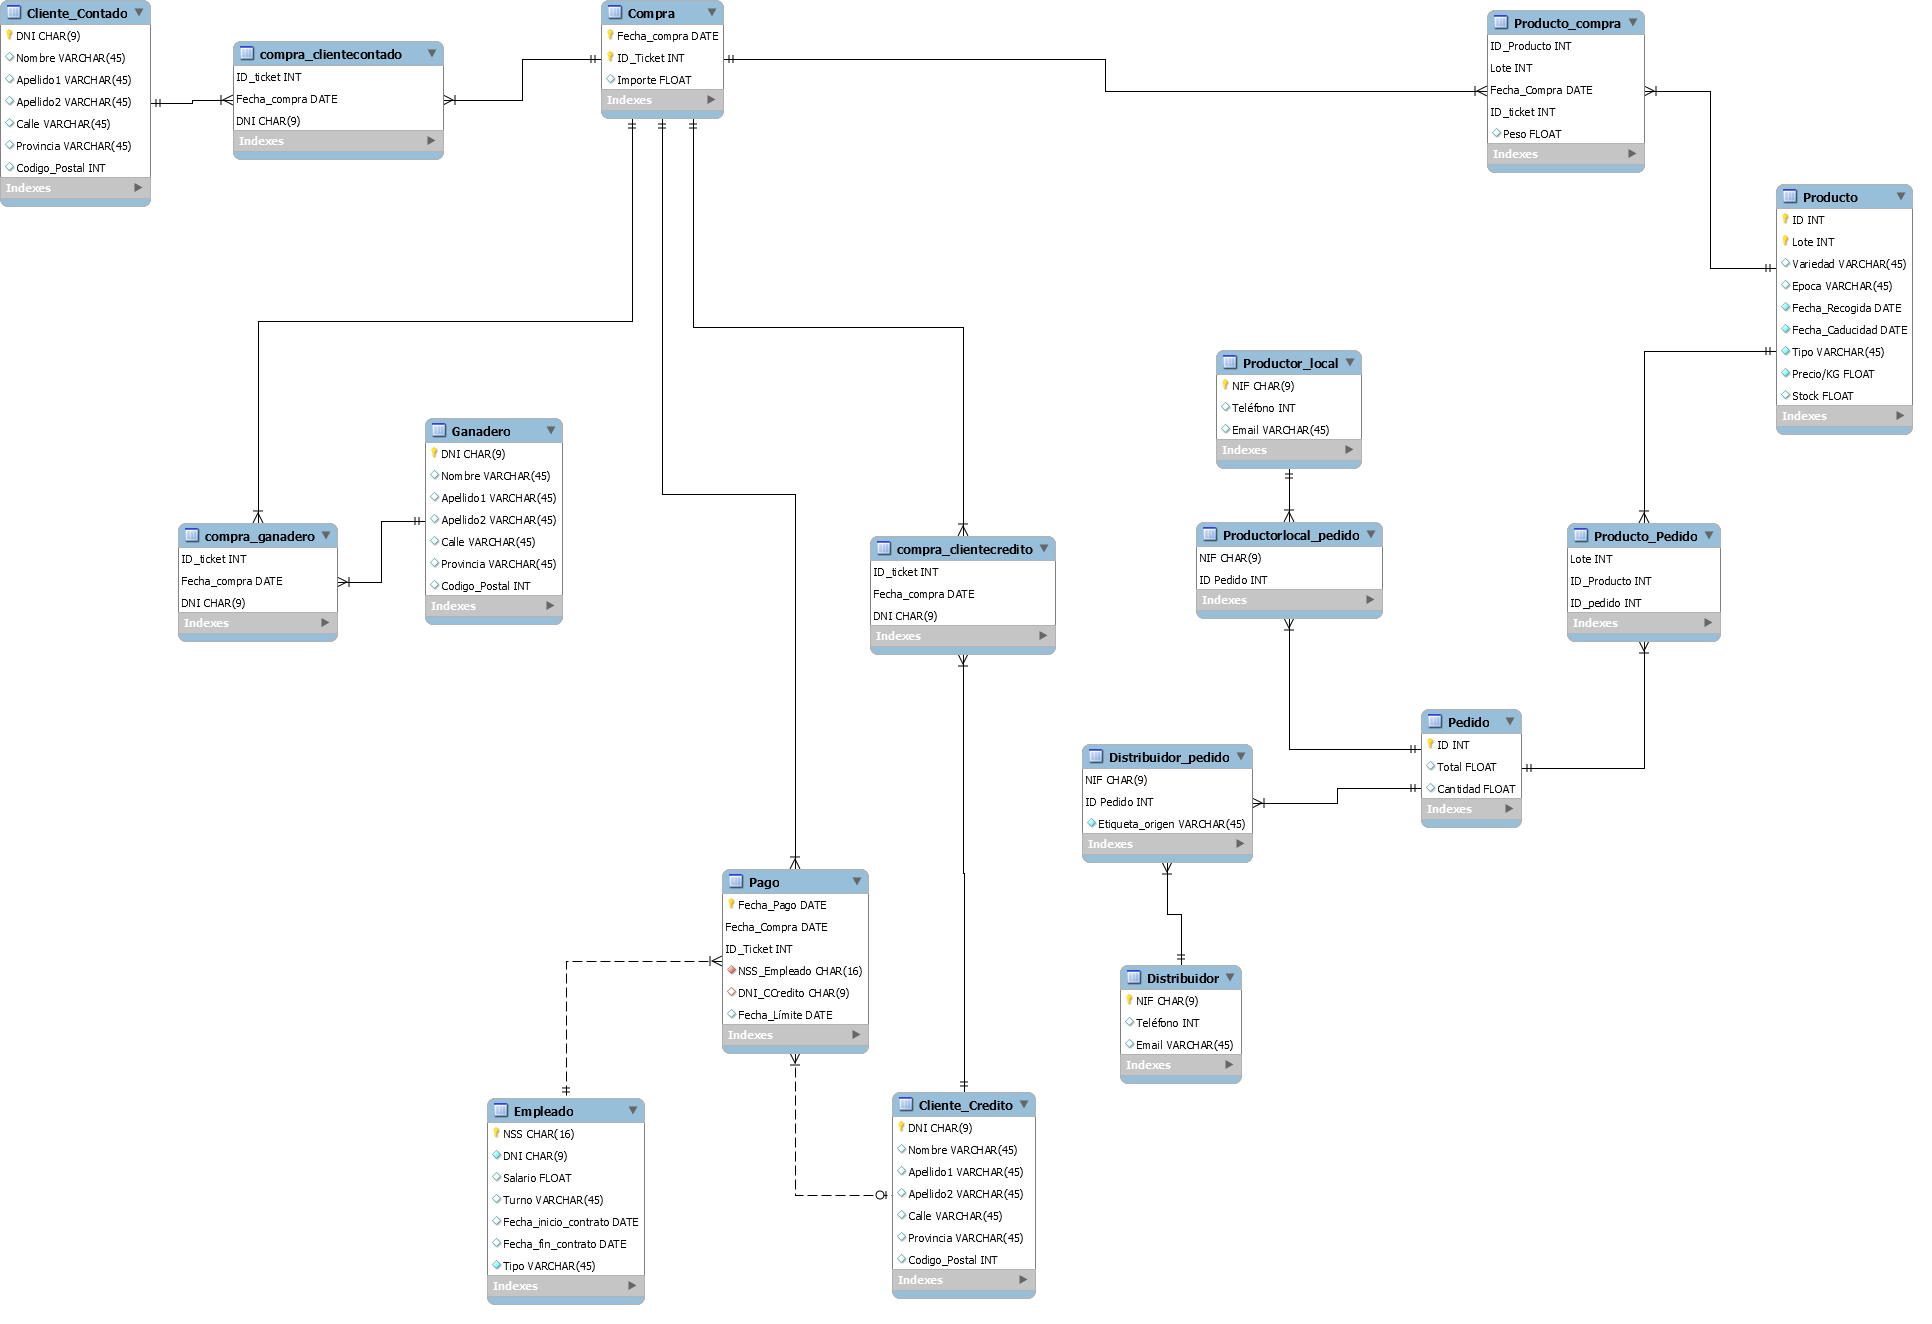 Cliente_Contado
DNI CHAR(9)
Nombre VARCHAR(45)
Apellido1 VARCHAR(45)
Apellido2 VARCHAR(45)
Calle VARCHAR(45)
Provincia VARCHAR(45)
Codigo_Postal INT
Indexes
compra_clientecontado
ID_ticket INT
Fecha_compra DATE
DNI CHAR(9)
Indexes
Compra
Fecha_compra DATE
ID_Ticket INT
Importe FLOAT
Indexes
Producto_compra
ID_Producto INT
Lote INT
Fecha_Compra DATE
ID_ticket INT
Peso FLOAT
Indexes
Producto
ID INT
Lote INT
Variedad VARCHAR(45)
Epoca VARCHAR(45)
Fecha_Recogida DATE
Fecha_Caducidad DATE
Tipo VARCHAR(45)
Precio/KG FLOAT
Stock FLOAT
Indexes
Productor_local
NIF CHAR(9)
Teléfono INT
Email VARCHAR(45)
Indexes
Ganadero
DNI CHAR(9)
Nombre VARCHAR(45)
Apellido1 VARCHAR(45)
Apellido2 VARCHAR(45)
Calle VARCHAR(45)
Provincia VARCHAR(45)
Codigo_Postal INT
Indexes
compra_ganadero
ID_ticket INT
Fecha_compra DATE
DNI CHAR(9)
Indexes
compra_clientecredito
ID_ticket INT
Fecha_compra DATE
DNI CHAR(9)
Indexes
Productorlocal_pedido
NIF CHAR(9)
ID Pedido INT
Indexes
Producto_Pedido
Lote INT
ID_Producto INT
ID_pedido INT
Indexes
Pedido
ID INT
Total FLOAT
Cantidad FLOAT
Indexes
Distribuidor_pedido
NIF CHAR(9)
ID Pedido INT
Etiqueta_origen VARCHAR(45)
Indexes
Pago
Fecha_Pago DATE
Fecha_Compra DATE
ID_Ticket INT
NSS_Empleado CHAR(16)
DNI_CCredito CHAR(9)
Fecha_Límite DATE
Indexes
Distribuidor
NIF CHAR(9)
Teléfono INT
Email VARCHAR(45)
Indexes
Empleado
NSS CHAR(16)
DNI CHAR(9)
Salario FLOAT
Turno VARCHAR(45)
Fecha_inicio_contrato DATE
Fecha_fin_contrato DATE
Tipo VARCHAR(45)
Indexes
Cliente_Credito
DNI CHAR(9)
Nombre VARCHAR(45)
Apellido1 VARCHAR(45)
Apellido2 VARCHAR(45)
Calle VARCHAR(45)
Provincia VARCHAR(45)
Codigo_Postal INT
Indexes